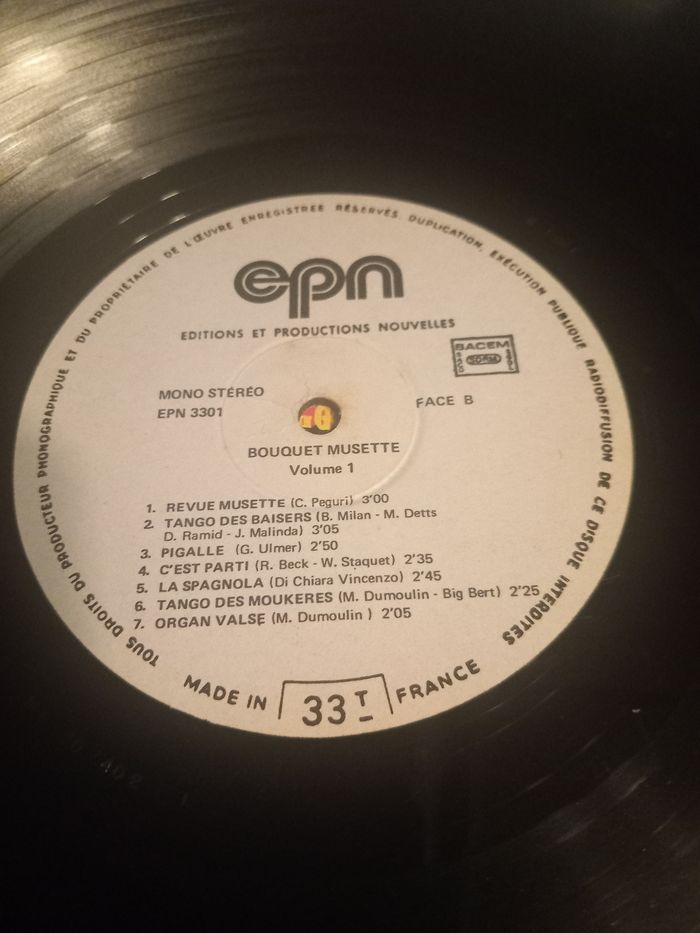 TOUS DROITS DU PRODUCTEUR PHONOGRAPHIQUE ET DU PROPRIÉTAIRE DE L'ŒUVRE ENREGISTREE RÉSERVÉS. DUPLICATION, EXÉCUTION PUBLIQUE RADIODIFFUSION DE CE DISQUE INTERDITES
epn
EDITIONS ET PRODUCTIONS NOUVELLES
SACEM
SDRM
MONO STÉRÉO
EPN 3301
FACE B
G
BOUQUET MUSETTE
Volume 1
1. REVUE MUSETTE (C. Peguri) 3'00
2. TANGO DES BAISERS (B. Milan - M. Detts
D. Ramid - J. Malinda) 3'05
3. PIGALLE (G. Ulmer) 2'50
4. C'EST PARTI (R. Beck - W. Staquet) 2'35
5. LA SPAGNOLA (Di Chiara Vincenzo) 2'45
6. TANGO DES MOUKERES (M. Dumoulin - Big Bert) 2'25
7. ORGAN VALSE (M. Dumoulin ) 2'05
MADE IN 33 T FRANCE